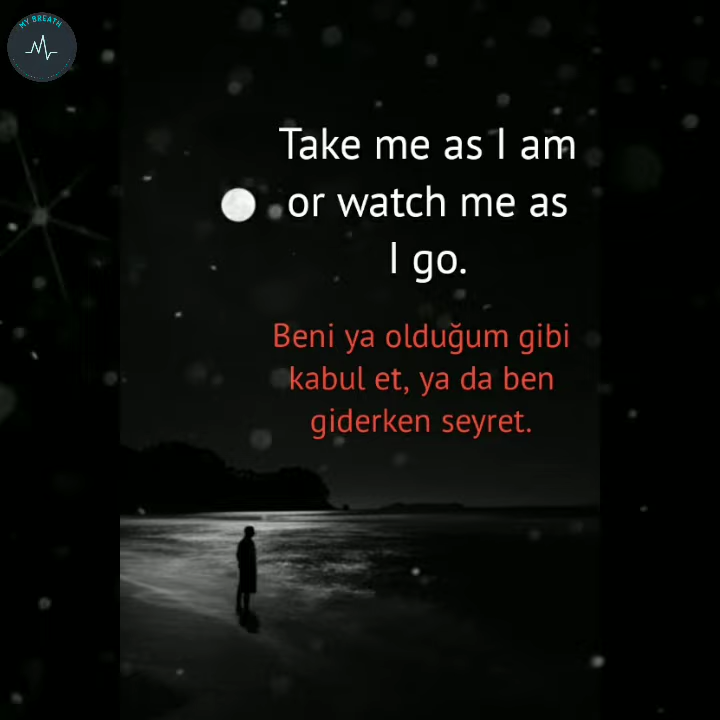 MY BREATH
Take me as I am
or watch me as
I go.
Beni ya olduğum gibi
kabul et, ya da ben
giderken seyret.